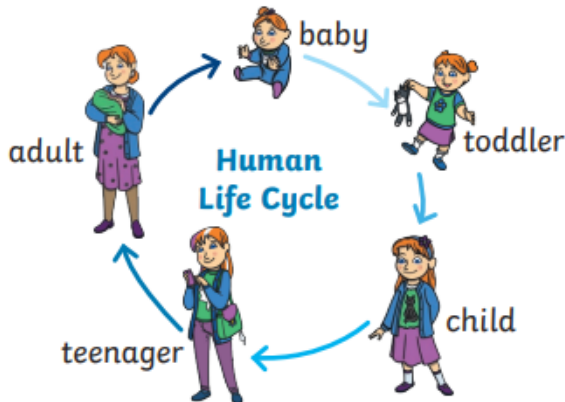 baby
toddler
child
teenager
adult
Human
Life Cycle